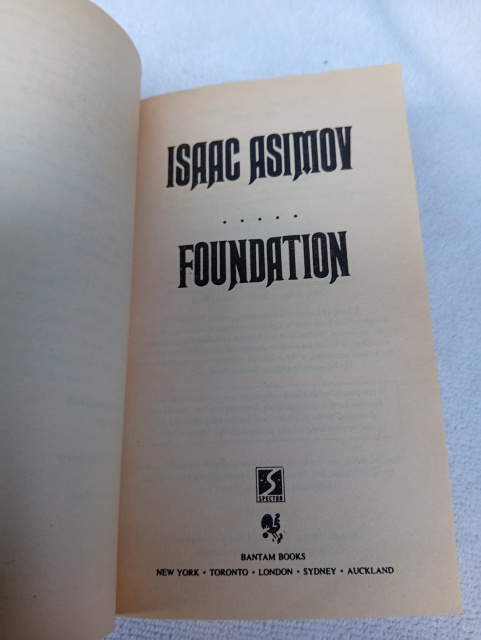 ISAAC ASIMOV
.....
FOUNDATION
S
SPECTRA
BANTAM BOOKS
NEW YORK • TORONTO • LONDON • SYDNEY • AUCKLAND